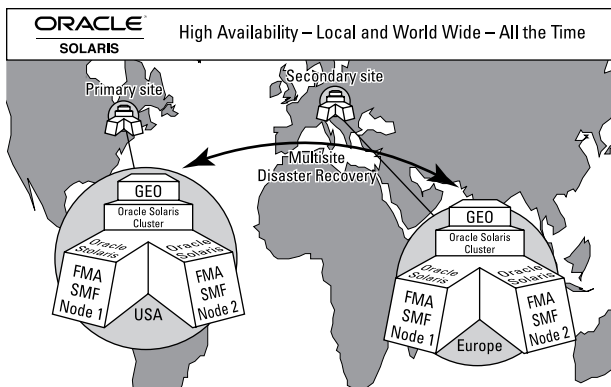 ORACLE
SOLARIS
High Availability – Local and World Wide – All the Time
Primary site
Secondary site
Multisite
Disaster Recovery
GEO
Oracle Solaris
Cluster
Oracle
Stolaris
Oracle
Solaris
FMA
SMF
Node 1
FMA
SMF
Node 2
USA
GEO
Oracle Solaris
Cluster
Oracle
Solaris
Oracle
Solaris
FMA
SMF
Node 1
FMA
SMF
Node 2
Europe